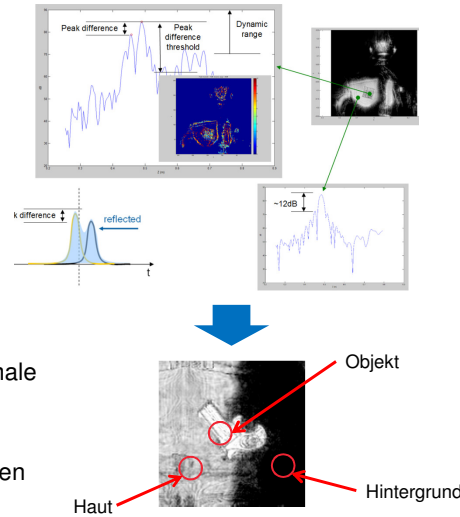 Peak difference
Peak
difference
threshold
Dynamic
range
k difference
reflected
t
~12dB
nale
en
Objekt
Haut
Hintergrund